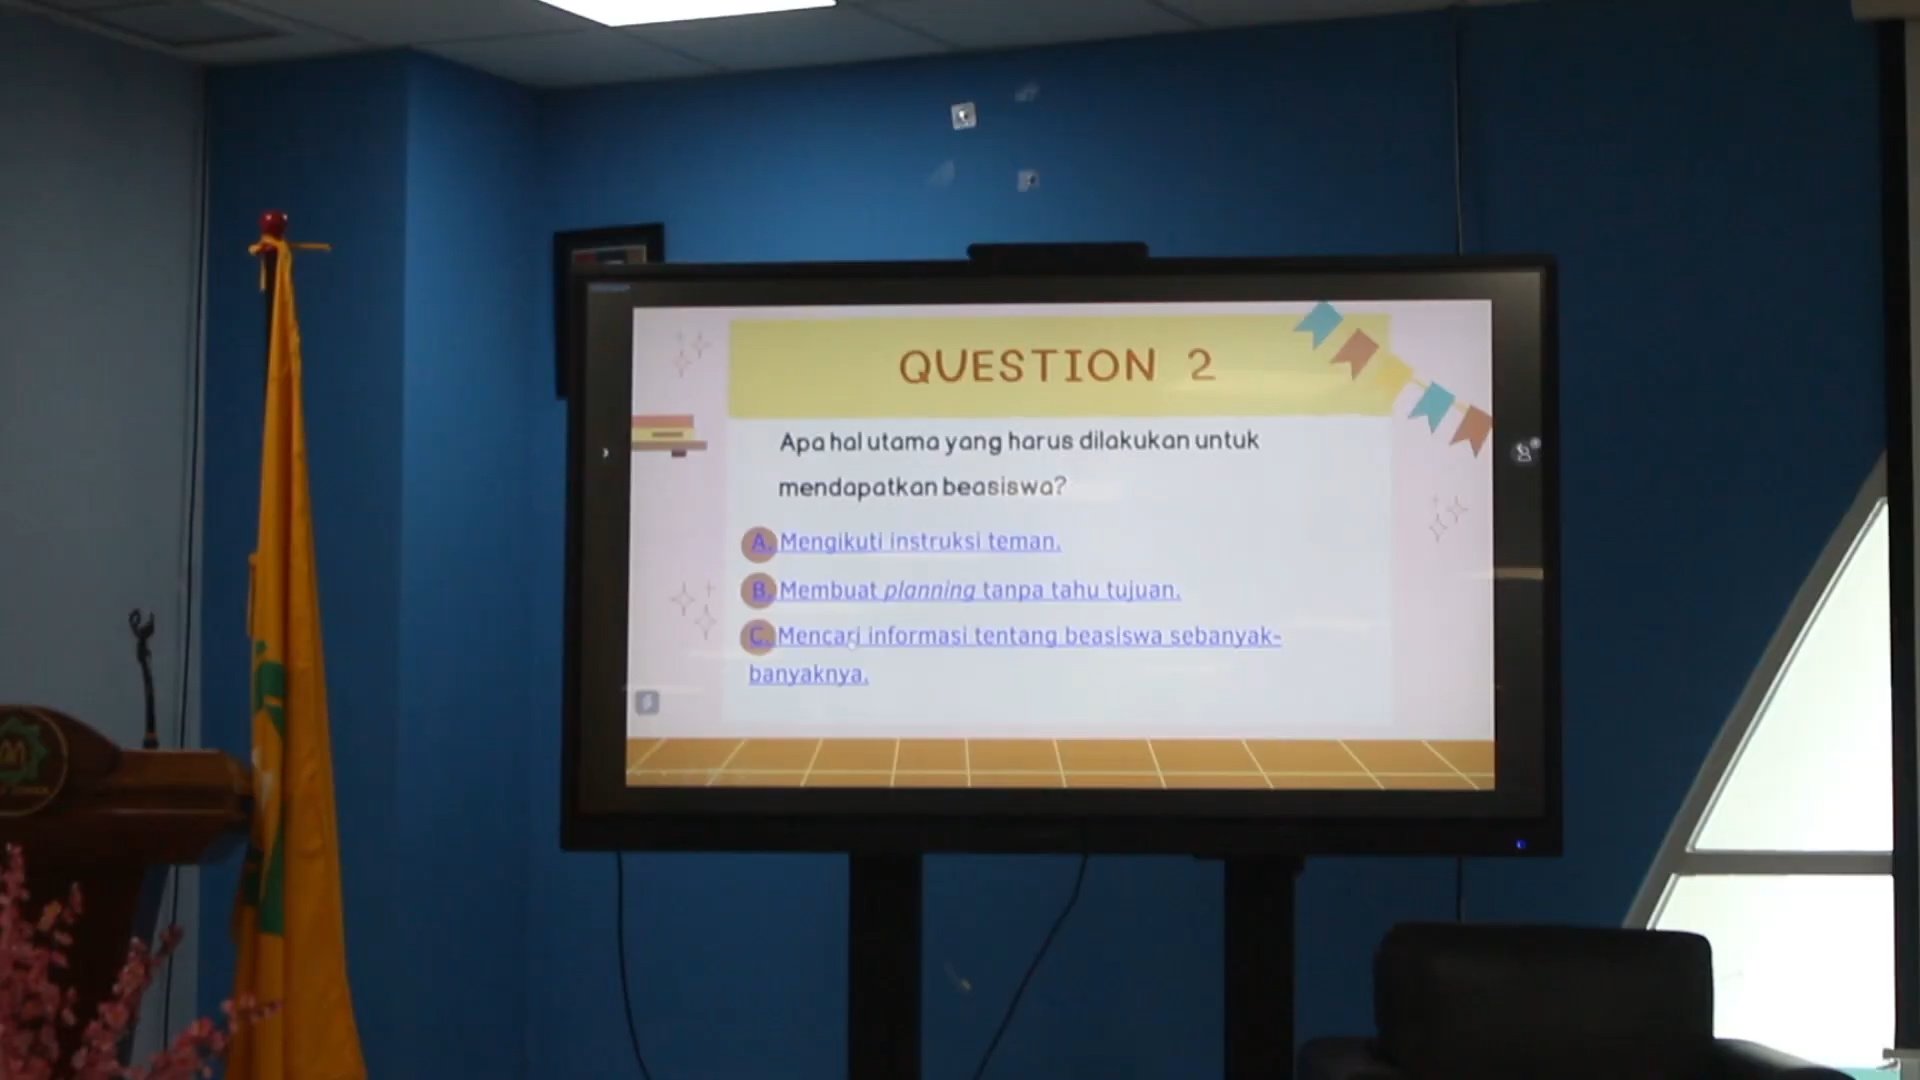 QUESTION 2
Apa hal utama yang harus dilakukan untuk
mendapatkan beasiswa?
A. Mengikuti instruksi teman.
B. Membuat planning tanpa tahu tujuan.
C. Mencari informasi tentang beasiswa sebanyak-
banyaknya.